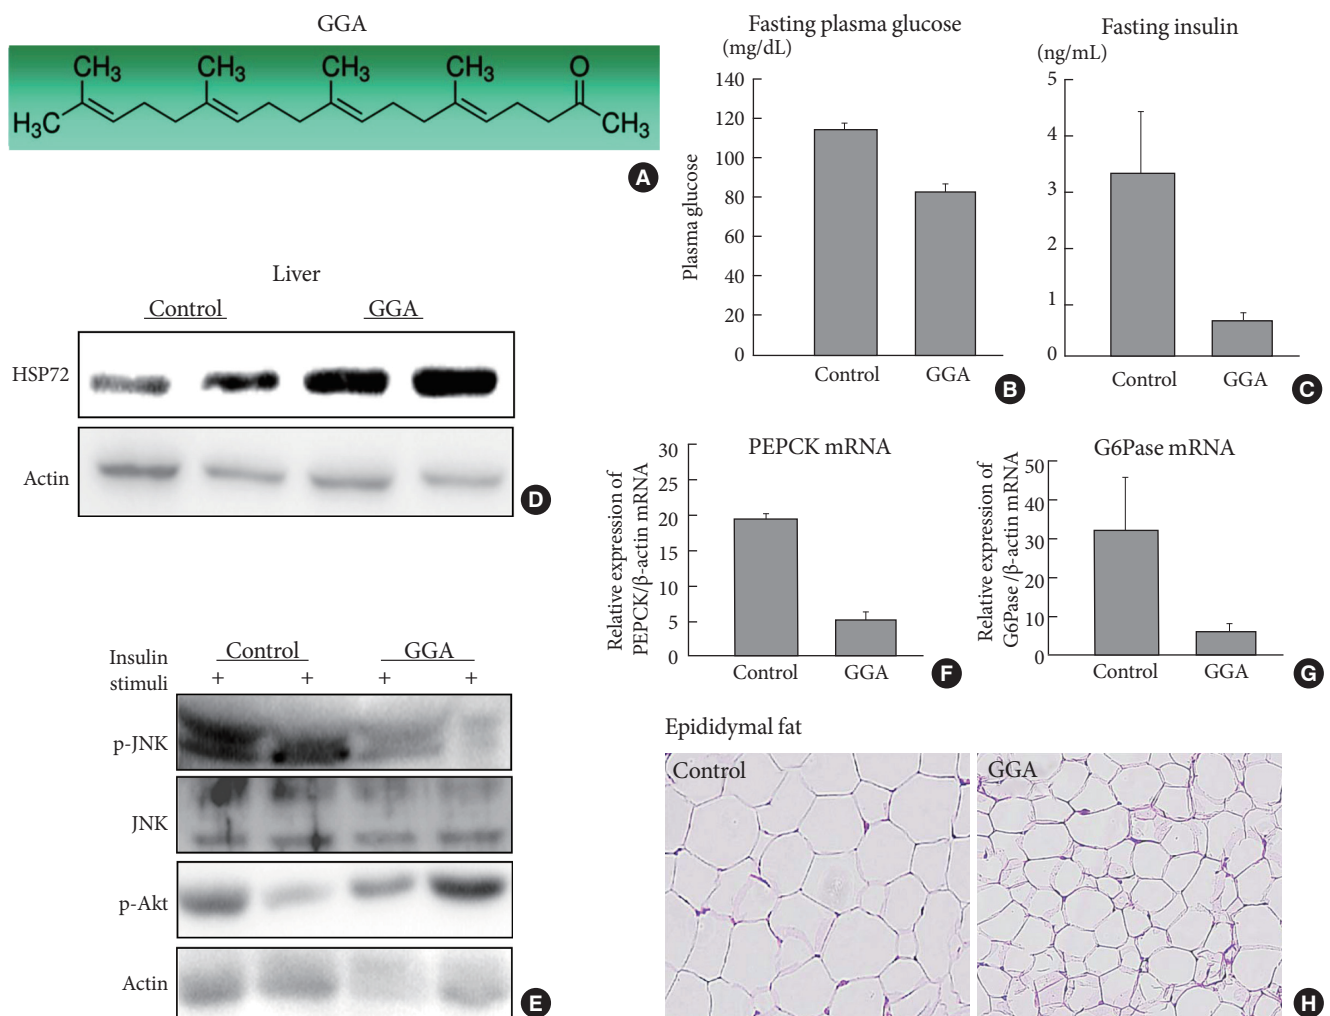 GGA
CH3 CH3 CH3 CH3 O
H3C CH3
A
Fasting plasma glucose
(mg/dL)
Plasma glucose
140
120
100
80
60
40
20
0
Control GGA
B
Fasting insulin
(ng/mL)
5
4
3
2
1
0
Control GGA
C
Liver
Control GGA
HSP72
Actin
D
Insulin
stimuli
Control GGA
+ + + +
p-JNK
JNK
p-Akt
Actin
E
PEPCK mRNA
Relative expression of
PEPCK/β-actin mRNA
30
25
20
15
10
5
0
Control GGA
F
G6Pase mRNA
Relative expression of
G6Pase /β-actin mRNA
50
40
30
20
10
0
Control GGA
G
Epididymal fat
Control
GGA
H